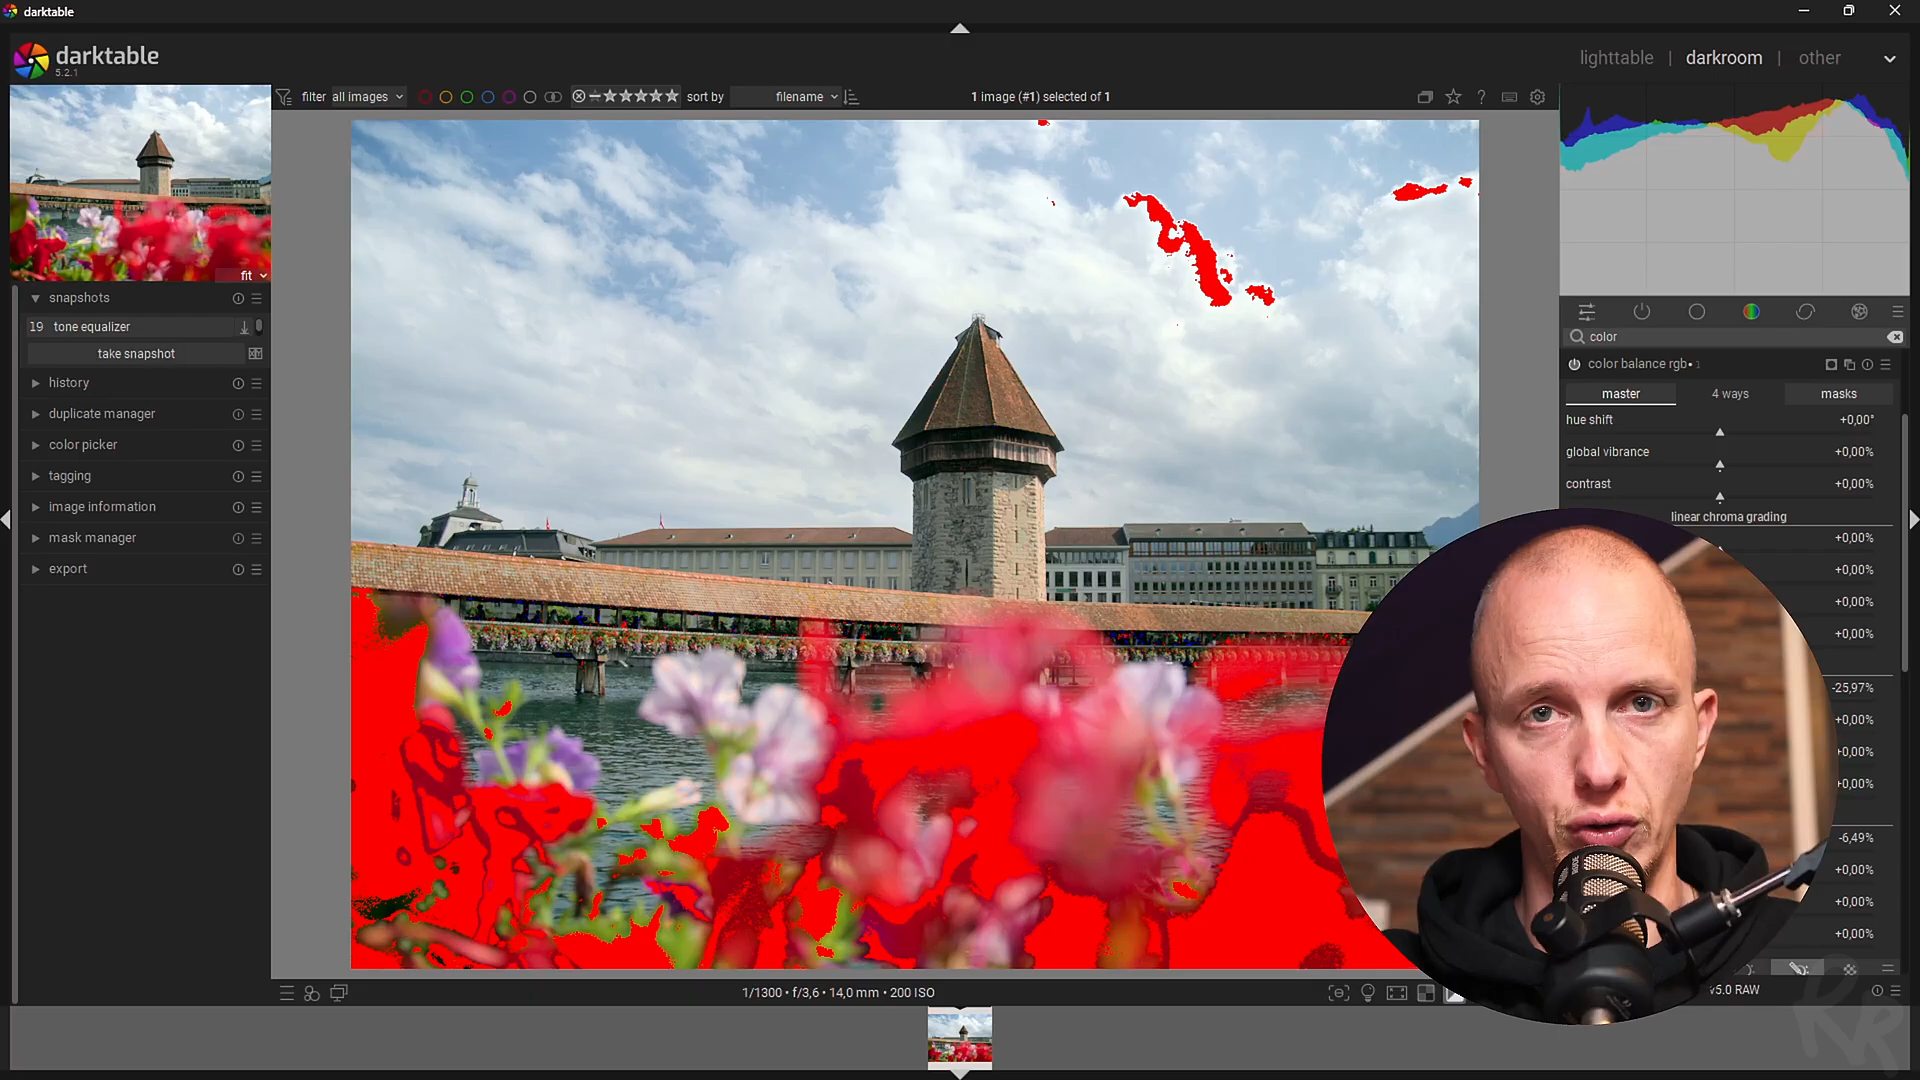 darktable
darktable
5.2.1
lighttable | darkroom | other
filter all images
sort by filename
1 image (#1) selected of 1
fit
snapshots
19 tone equalizer
take snapshot
history
duplicate manager
color picker
tagging
image information
mask manager
export
color
color balance rgb• 1
master 4 ways masks
hue shift +0,00°
global vibrance +0,00%
contrast +0,00%
linear chroma grading
+0,00%
+0,00%
+0,00%
+0,00%
-25,97%
+0,00%
+0,00%
+0,00%
-6,49%
+0,00%
+0,00%
+0,00%
1/1300 • f/3,6 • 14,0 mm • 200 ISO
v5.0 RAW
RØDE
RR